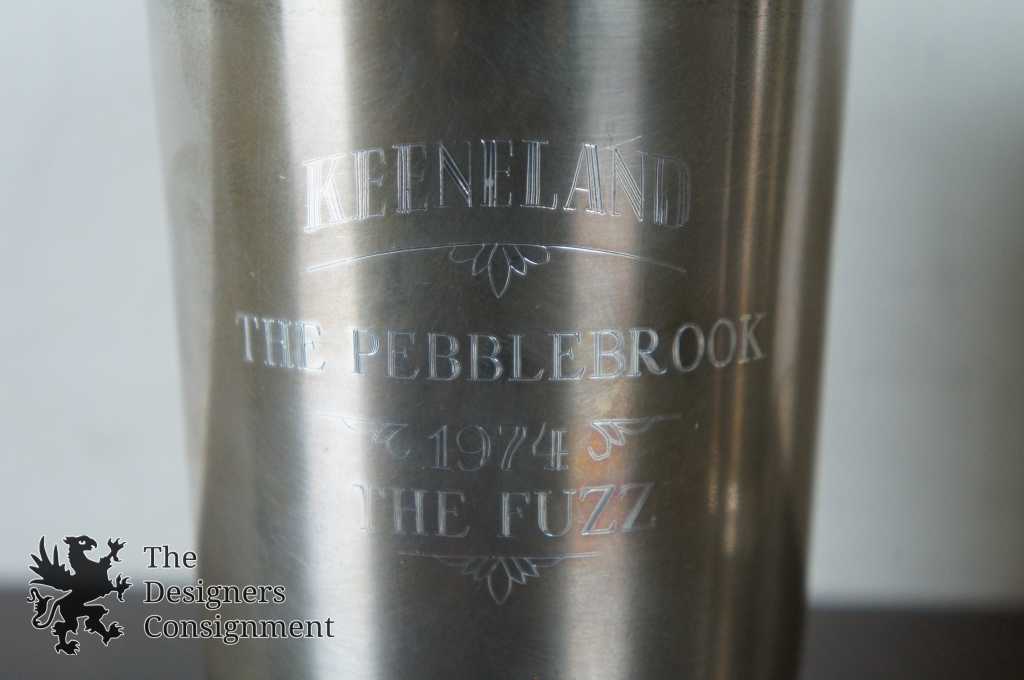 KEENELAND
THE PEBBLEBROOK
1974
THE FUZZ
The
Designers
Consignment